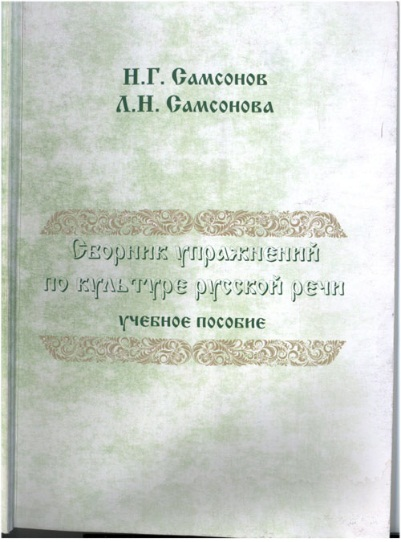 Н.Г. Самсонов
Л.Н. Самсонова
Сборник упражнений
по культуре русской речи
учебное пособие